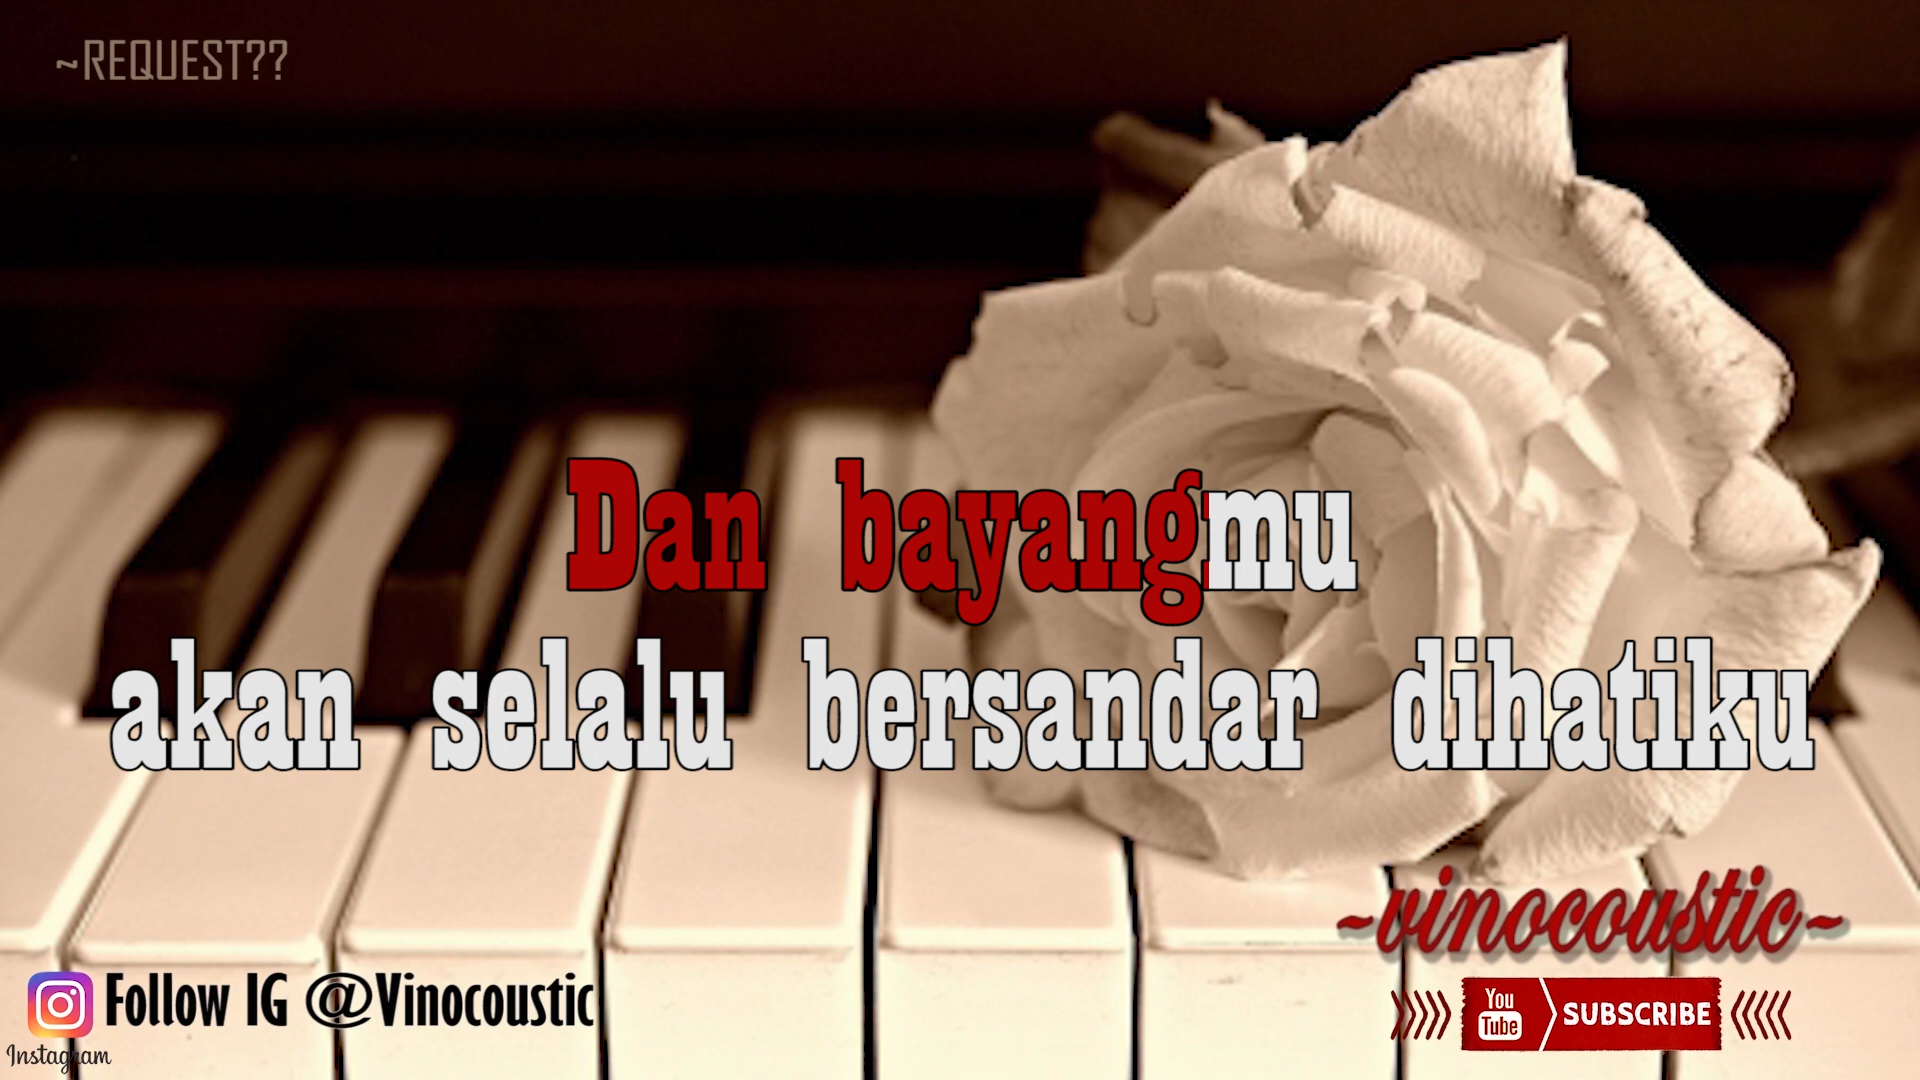 ~REQUEST??
Dan bayangmu
akan selalu bersandar dihatiku
~vinocoustic~
Follow IG @Vinocoustic
Instagram
You Tube SUBSCRIBE